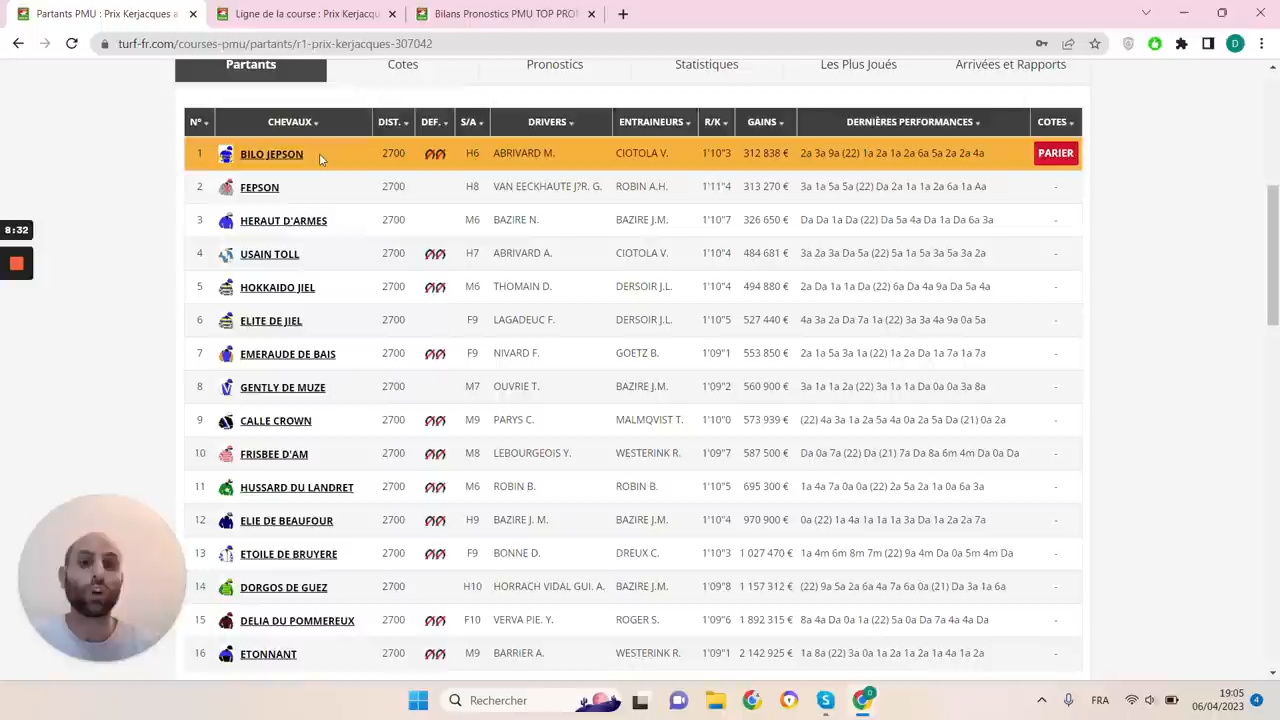 Partants PMU : Prix Kerjacques a
Ligne de la course : Prix Kerjacqu
Bilans Pronostics PMU TOP PRO
turf-fr.com/courses-pmu/partants/r1-prix-kerjacques-307042
D
Partants Cotes Pronostics Statistiques Les Plus Joués Arrivées et Rapports
N° CHEVAUX DIST. DEF. S/A DRIVERS ENTRAINEURS R/K GAINS DERNIÈRES PERFORMANCES COTES
1 BILO JEPSON 2700 H6 ABRIVARD M. CIOTOLA V. 1'10"3 312 838 € 2a 3a 9a (22) 1a 2a 1a 2a 6a 5a 2a 2a 4a PARIER
2 FEPSON 2700 H8 VAN EECKHAUTE J?R. G. ROBIN A.H. 1'11"4 313 270 € 3a 1a 5a 5a (22) Da 2a 1a 1a 2a 6a 1a Aa -
3 HERAUT D'ARMES 2700 M6 BAZIRE N. BAZIRE J.M. 1'10"7 326 650 € Da Da 1a Da (22) Da 5a 4a Da 1a Da 6a 3a -
8:32
4 USAIN TOLL 2700 H7 ABRIVARD A. CIOTOLA V. 1'10"4 484 681 € 3a 2a 3a Da 5a (22) 5a 1a 5a 3a 5a 3a 2a -
5 HOKKAIDO JIEL 2700 M6 THOMAIN D. DERSOIR J.L. 1'10"4 494 880 € 2a Da 1a 1a Da (22) 6a Da 4a 9a Da 5a 4a -
6 ELITE DE JIEL 2700 F9 LAGADEUC F. DERSOIR J.L. 1'10"5 527 440 € 4a 3a 2a Da 7a 1a (22) 3a 3a 4a 9a 0a 5a -
7 EMERAUDE DE BAIS 2700 F9 NIVARD F. GOETZ B. 1'09"1 553 850 € 2a 1a 5a 3a 1a (22) 1a 2a Da 1a 7a 1a 7a -
8 GENTLY DE MUZE 2700 M7 OUVRIE T. BAZIRE J.M. 1'09"2 560 900 € 3a 1a 1a 2a (22) 3a 1a 1a Da 0a 0a 3a 8a -
9 CALLE CROWN 2700 M9 PARYS C. MALMQVIST T. 1'10"0 573 939 € (22) 4a 3a 1a 2a 5a 4a 0a 2a 5a Da (21) 0a 2a -
10 FRISBEE D'AM 2700 M8 LEBOURGEOIS Y. WESTERINK R. 1'09"7 587 500 € Da 0a 7a (22) Da (21) 7a Da 8a 6m 4m Da 0a Da -
11 HUSSARD DU LANDRET 2700 M6 ROBIN B. ROBIN B. 1'10"5 695 300 € 1a 4a 7a 0a 0a (22) 2a 5a 2a 1a 0a 6a 3a -
12 ELIE DE BEAUFOUR 2700 H9 BAZIRE J. M. BAZIRE J.M. 1'10"4 970 900 € 0a (22) 1a 4a 1a 1a 1a 3a Da 1a 2a 2a 7a -
13 ETOILE DE BRUYERE 2700 F9 BONNE D. DREUX C. 1'10"3 1 027 470 € 1a 4m 6m 8m 7m (22) 9a 4m Da 0a 5m 4m Da -
14 DORGOS DE GUEZ 2700 H10 HORRACH VIDAL GUI. A. BAZIRE J.M. 1'09"8 1 157 312 € (22) 9a 5a 2a 6a 4a 7a 6a 0a (21) Da 3a 1a 6a -
15 DELIA DU POMMEREUX 2700 F10 VERVA PIE. Y. ROGER S. 1'09"6 1 892 315 € 8a 4a Da 0a 1a (22) 5a 0a Da 7a 4a 4a Da -
16 ETONNANT 2700 M9 BARRIER A. WESTERINK R. 1'09"1 2 142 925 € 1a 8a (22) 3a 0a 1a 2a 1a 2a 1a 4a 1a 2a -
Rechercher
FRA
19:05
06/04/2023
4